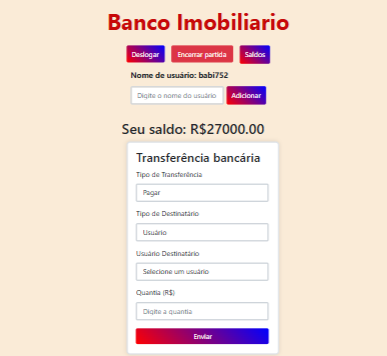 Banco Imobiliario
Deslogar Encerrar partida Saldos
Nome de usuário: babi752
Digite o nome do usuário Adicionar
Seu saldo: R$27000.00
Transferência bancária
Tipo de Transferência
Pagar
Tipo de Destinatário
Usuário
Usuário Destinatário
Selecione um usuário
Quantia (R$)
Digite a quantia
Enviar